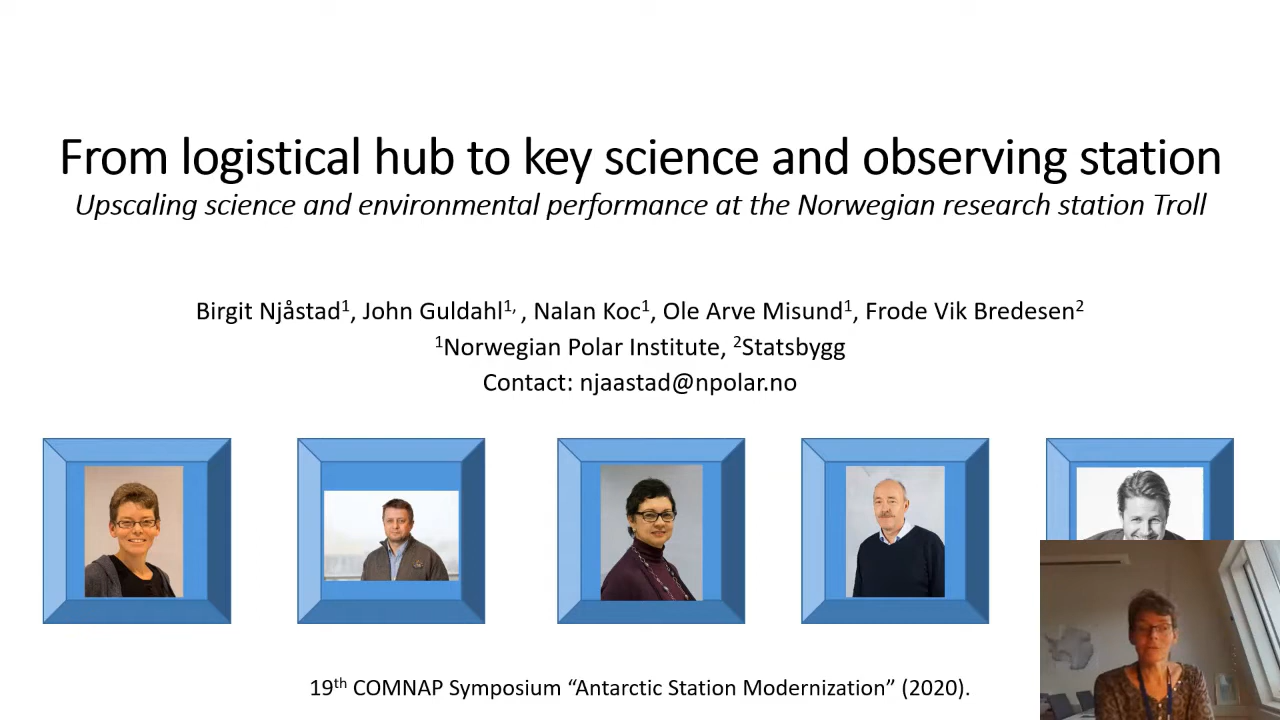 From logistical hub to key science and observing station
Upscaling science and environmental performance at the Norwegian research station Troll
Birgit Njåstad¹, John Guldahl¹, , Nalan Koc¹, Ole Arve Misund¹, Frode Vik Bredesen²
¹Norwegian Polar Institute, ²Statsbygg
Contact: njaastad@npolar.no
19th COMNAP Symposium “Antarctic Station Modernization” (2020).